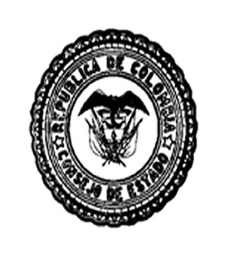 REPUBLICA DE COLOMBIA
CONSEJO DE ESTADO